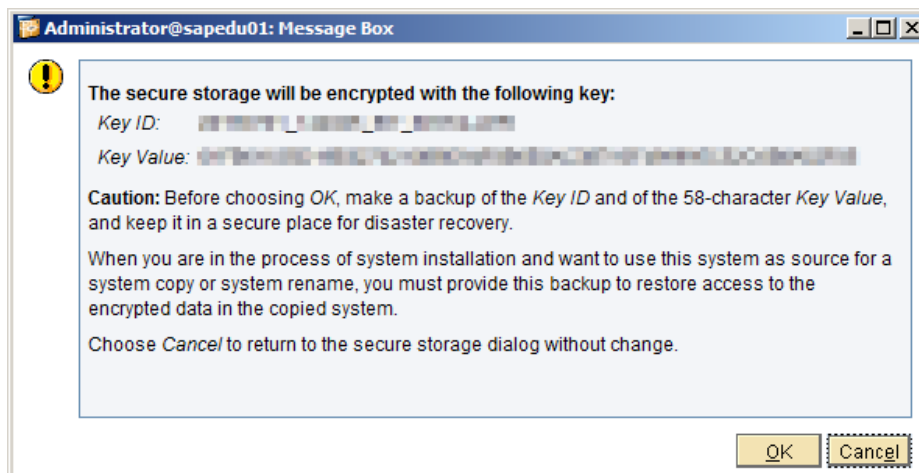 Administrator@sapedu01: Message Box
The secure storage will be encrypted with the following key:
Key ID:
Key Value:
Caution: Before choosing OK, make a backup of the Key ID and of the 58-character Key Value,
and keep it in a secure place for disaster recovery.
When you are in the process of system installation and want to use this system as source for a
system copy or system rename, you must provide this backup to restore access to the
encrypted data in the copied system.
Choose Cancel to return to the secure storage dialog without change.
OK Cancel